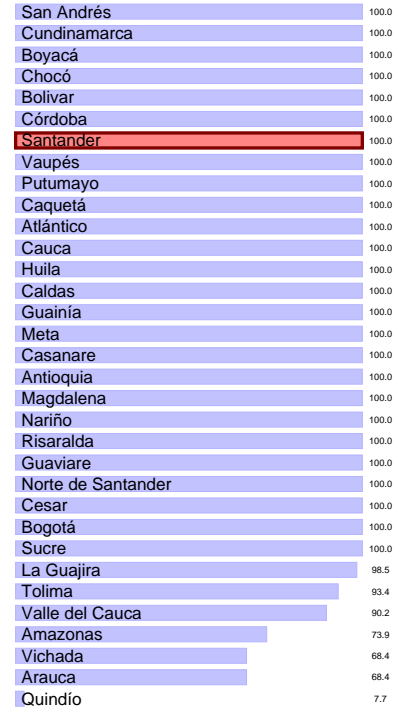 San Andrés 100.0
Cundinamarca 100.0
Boyacá 100.0
Chocó 100.0
Bolivar 100.0
Córdoba 100.0
Santander 100.0
Vaupés 100.0
Putumayo 100.0
Caquetá 100.0
Atlántico 100.0
Cauca 100.0
Huila 100.0
Caldas 100.0
Guainía 100.0
Meta 100.0
Casanare 100.0
Antioquia 100.0
Magdalena 100.0
Nariño 100.0
Risaralda 100.0
Guaviare 100.0
Norte de Santander 100.0
Cesar 100.0
Bogotá 100.0
Sucre 100.0
La Guajira 98.5
Tolima 93.4
Valle del Cauca 90.2
Amazonas 73.9
Vichada 68.4
Arauca 68.4
Quindío 7.7